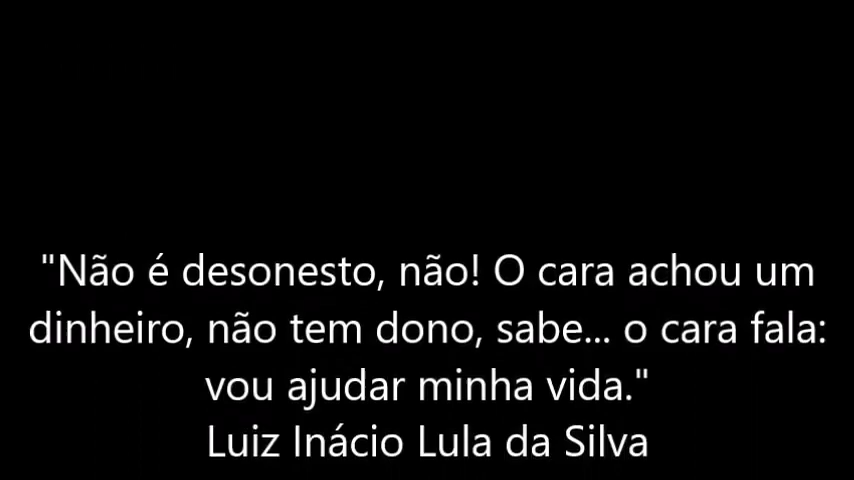 "Não é desonesto, não! O cara achou um
dinheiro, não tem dono, sabe... o cara fala:
vou ajudar minha vida."
Luiz Inácio Lula da Silva